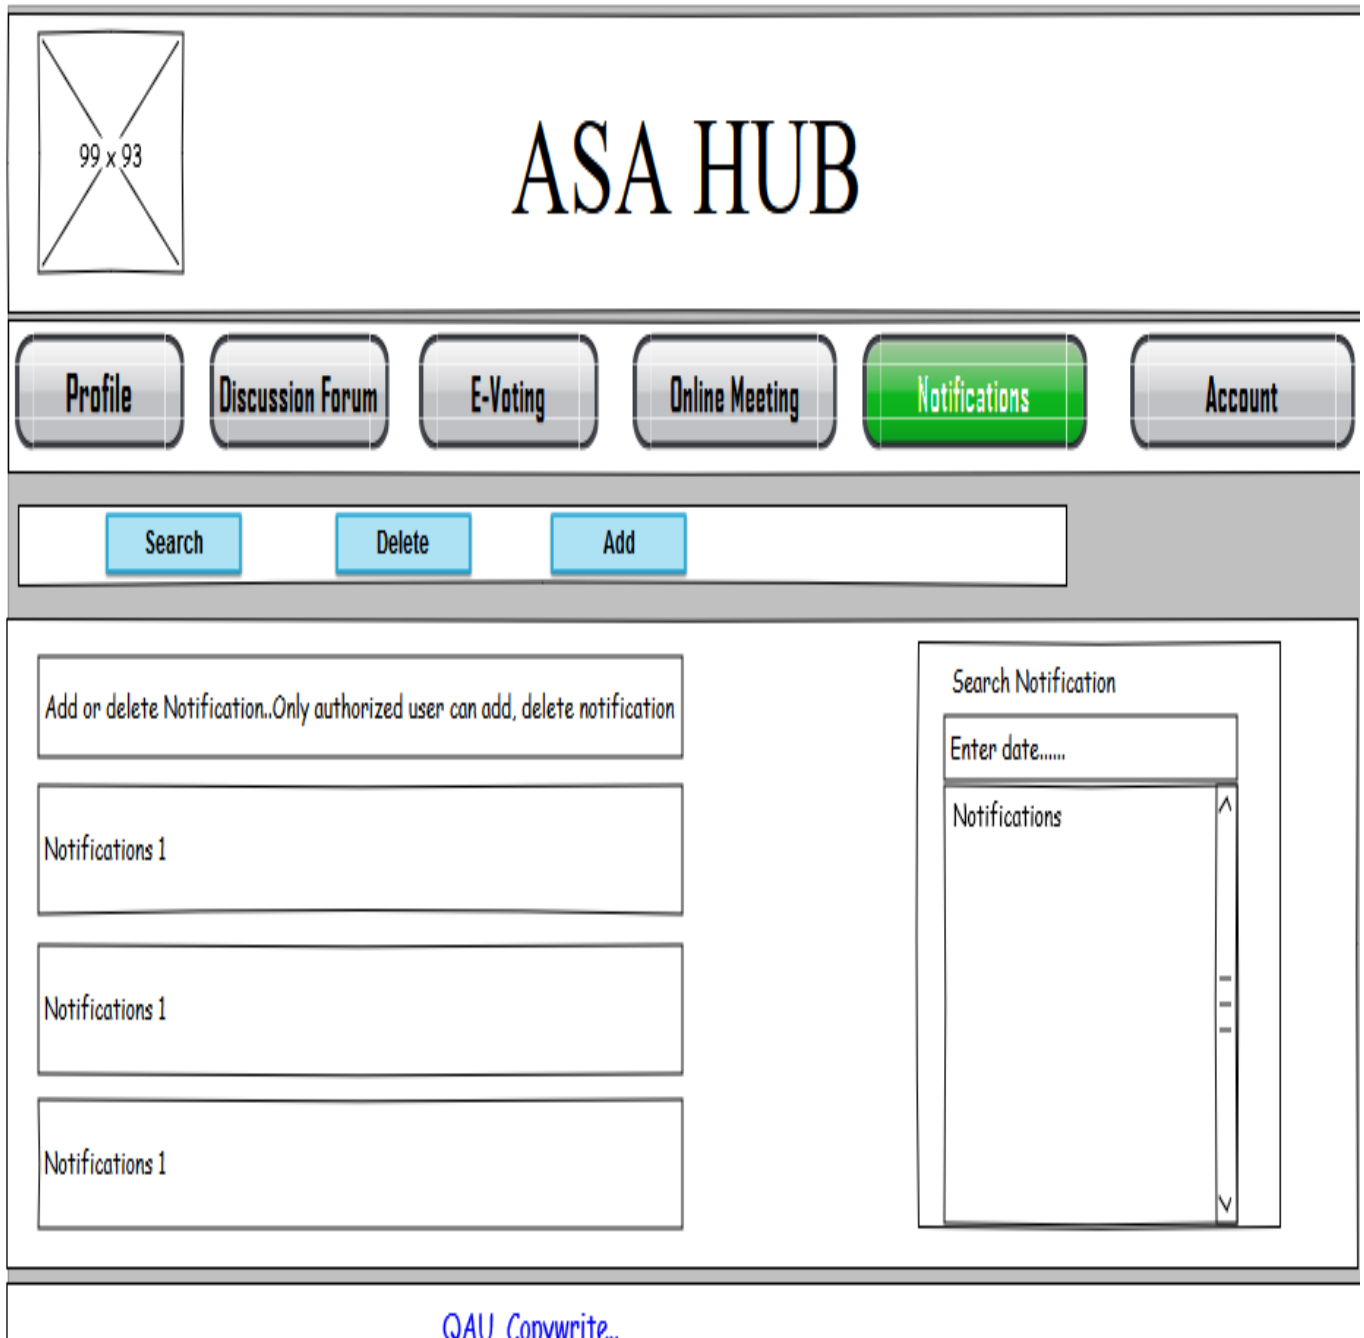 99 x 93
ASA HUB
Profile
Discussion Forum
E-Voting
Online Meeting
Notifications
Account
Search
Delete
Add
Add or delete Notification..Only authorized user can add, delete notification
Notifications 1
Notifications 1
Notifications 1
Search Notification
Enter date......
Notifications
QAU Copywrite..